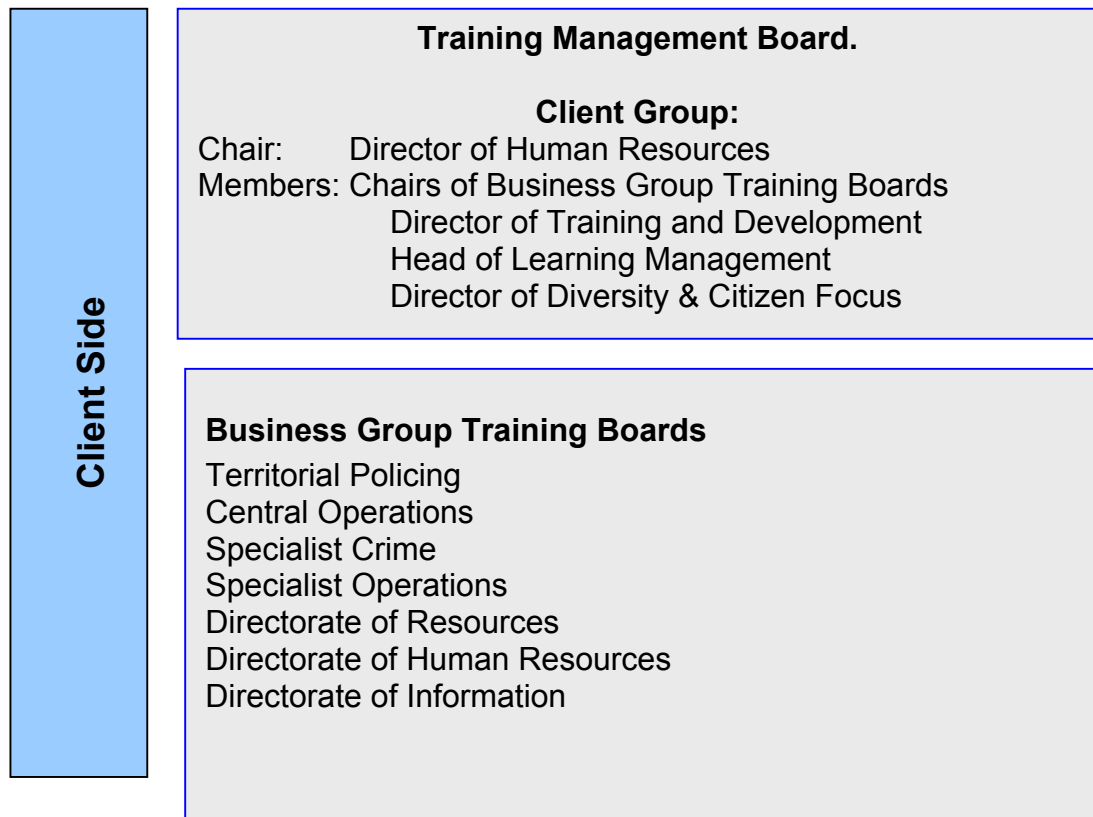 Client Side
Training Management Board.
Client Group:
Chair: Director of Human Resources
Members: Chairs of Business Group Training Boards
Director of Training and Development
Head of Learning Management
Director of Diversity & Citizen Focus
Business Group Training Boards
Territorial Policing
Central Operations
Specialist Crime
Specialist Operations
Directorate of Resources
Directorate of Human Resources
Directorate of Information